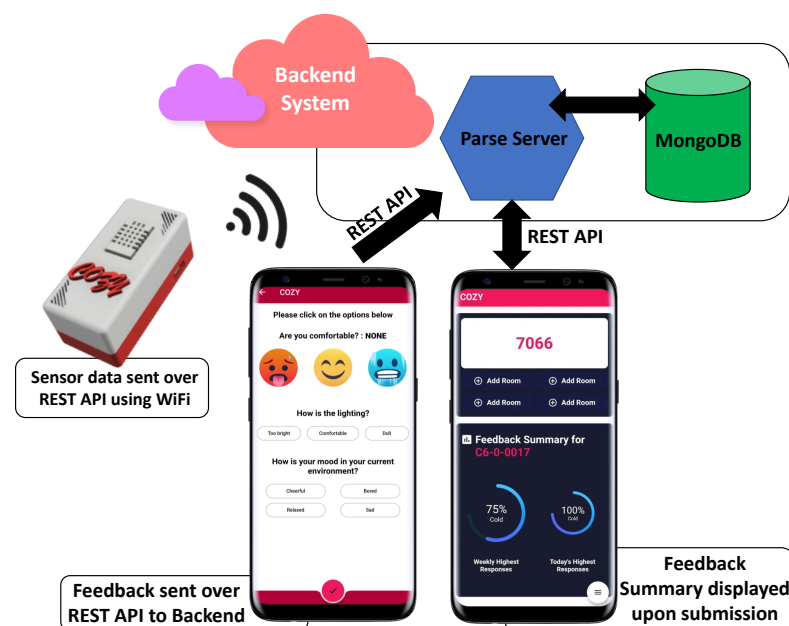 Backend
System
Parse Server
MongoDB
REST API
REST API
COZY
Sensor data sent over
REST API using WiFi
COZY
Please click on the options below
Are you comfortable? : NONE
How is the lighting?
Too bright
Comfortable
Dull
How is your mood in your current
environment?
Cheerful
Bored
Relaxed
Sad
Feedback sent over
REST API to Backend
COZY
7066
Add Room
Add Room
Add Room
Add Room
Feedback Summary for
C6-0-0017
75%
Cold
100%
Cold
Weekly Highest
Responses
Today's Highest
Responses
Feedback
Summary displayed
upon submission